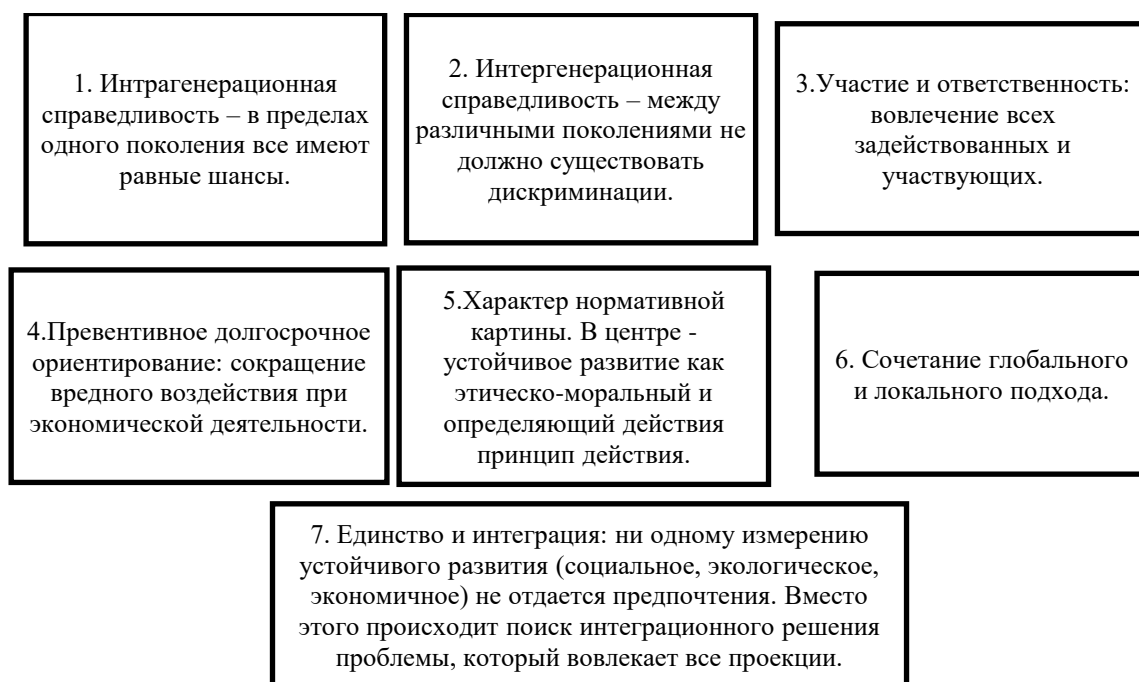 1. Интрагенерационная
справедливость – в пределах
одного поколения все имеют
равные шансы.
2. Интергенерационная
справедливость – между
различными поколениями не
должно существовать
дискриминации.
3.Участие и ответственность:
вовлечение всех
задействованных и
участвующих.
4.Превентивное долгосрочное
ориентирование: сокращение
вредного воздействия при
экономической деятельности.
5.Характер нормативной
картины. В центре -
устойчивое развитие как
этическо-моральный и
определяющий действия
принцип действия.
6. Сочетание глобального
и локального подхода.
7. Единство и интеграция: ни одному измерению
устойчивого развития (социальное, экологическое,
экономичное) не отдается предпочтения. Вместо
этого происходит поиск интеграционного решения
проблемы, который вовлекает все проекции.